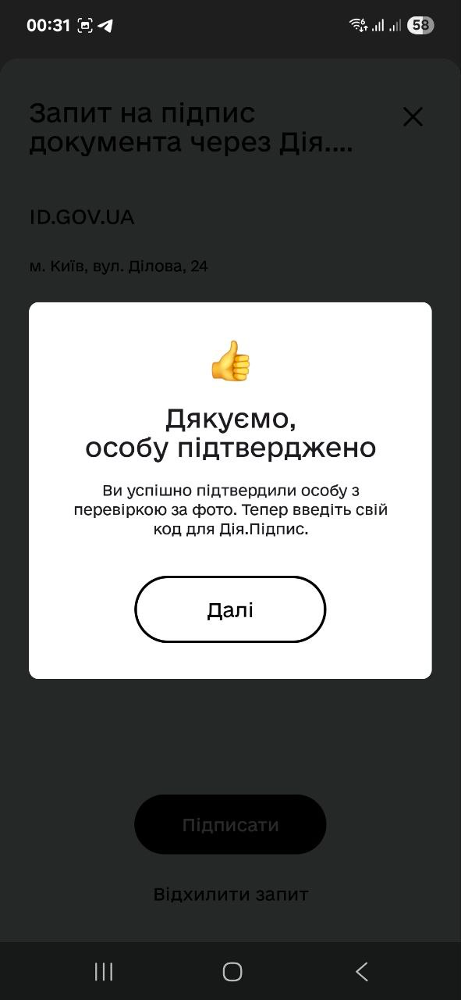 00:31
58
Запит на підпис
документа через Дія....
ID.GOV.UA
м. Київ, вул. Ділова, 24
Дякуємо,
особу підтверджено
Ви успішно підтвердили особу з
перевіркою за фото. Тепер введіть свій
код для Дія.Підпис.
Далі
Підписати
Відхилити запит